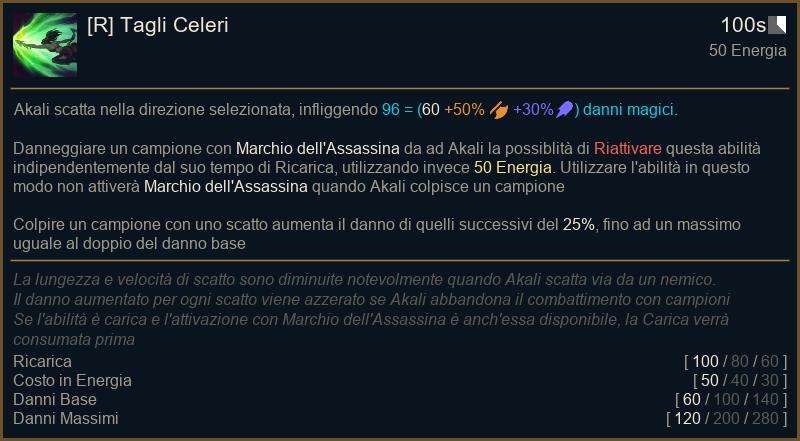 [R] Tagli Celeri
100s
50 Energia
Akali scatta nella direzione selezionata, infliggendo 96 = (60 +50% +30% ) danni magici.
Danneggiare un campione con Marchio dell'Assassina da ad Akali la possiblità di Riattivare questa abilità
indipendentemente dal suo tempo di Ricarica, utilizzando invece 50 Energia. Utilizzare l'abilità in questo
modo non attiverà Marchio dell'Assassina quando Akali colpisce un campione
Colpire un campione con uno scatto aumenta il danno di quelli successivi del 25%, fino ad un massimo
uguale al doppio del danno base
La lungezza e velocità di scatto sono diminuite notevolmente quando Akali scatta via da un nemico.
Il danno aumentato per ogni scatto viene azzerato se Akali abbandona il combattimento con campioni
Se l'abilità è carica e l'attivazione con Marchio dell'Assassina è anch'essa disponibile, la Carica verrà
consumata prima
Ricarica [ 100 / 80 / 60 ]
Costo in Energia [ 50 / 40 / 30 ]
Danni Base [ 60 / 100 / 140 ]
Danni Massimi [ 120 / 200 / 280 ]